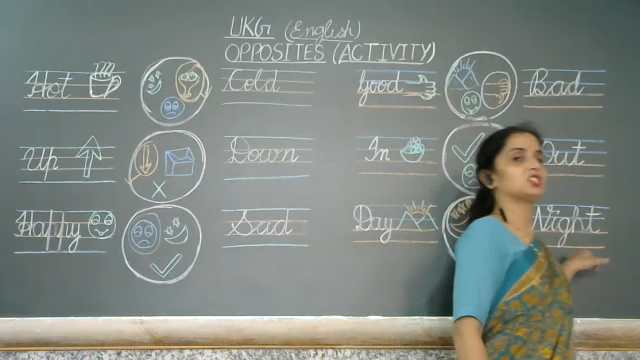 UKG (English)
OPPOSITES (ACTIVITY)
Hot Cold good Bad
Up Down In Out
Happy Sad Day Night